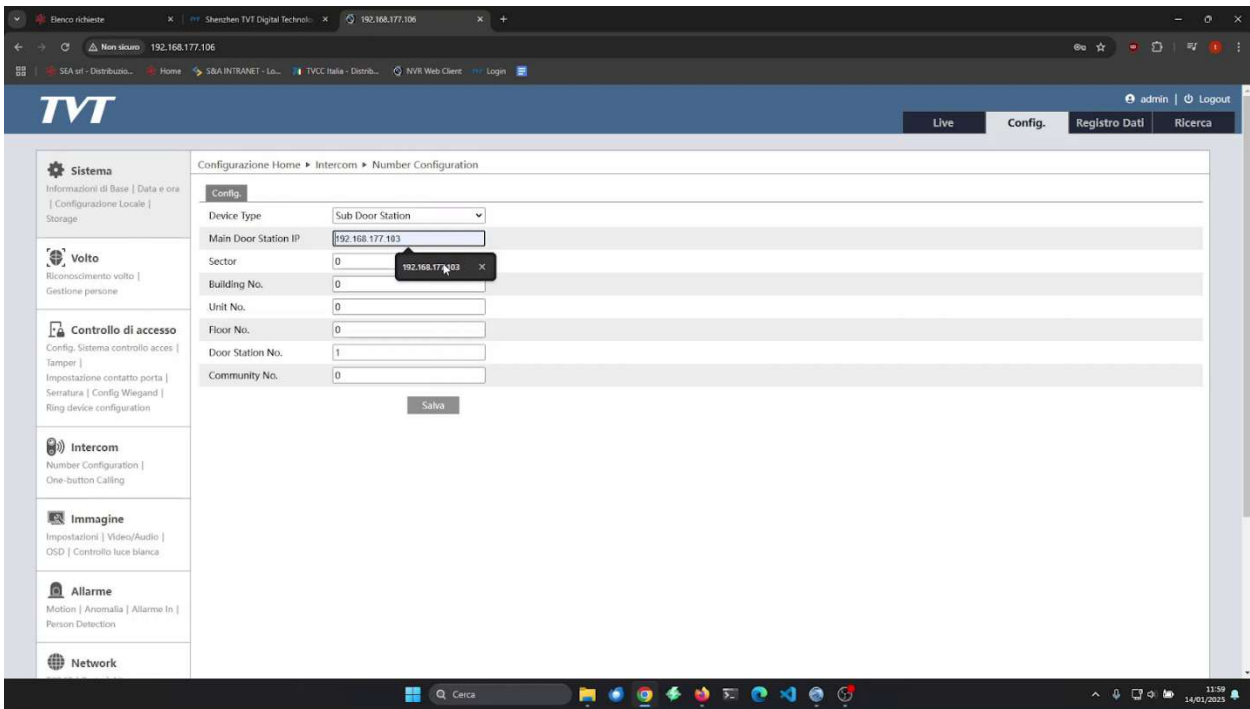 Elenco richieste
Shenzhen TVT Digital Technolo
192.168.177.106
Non sicuro 192.168.177.106
SEA srl - Distribuzio... Home S&A INTRANET - Lo... TVCC Italia - Distrib... NVR Web Client Login
TVT
admin | Logout
Live Config. Registro Dati Ricerca
Sistema
Informazioni di Base | Data e ora
| Configurazione Locale |
Storage
Volto
Riconoscimento volto |
Gestione persone
Controllo di accesso
Config. Sistema controllo acces |
Tamper |
Impostazione contatto porta |
Serratura | Config Wiegand |
Ring device configuration
Intercom
Number Configuration |
One-button Calling
Immagine
Impostazioni | Video/Audio |
OSD | Controllo luce bianca
Allarme
Motion | Anomalia | Allarme In |
Person Detection
Network
Configurazione Home ▸ Intercom ▸ Number Configuration
Config.
Device Type Sub Door Station
Main Door Station IP 192.168.177.103
192.168.177.103
Sector 0
Building No. 0
Unit No. 0
Floor No. 0
Door Station No. 1
Community No. 0
Salva
Cerca
11:59
14/01/2025